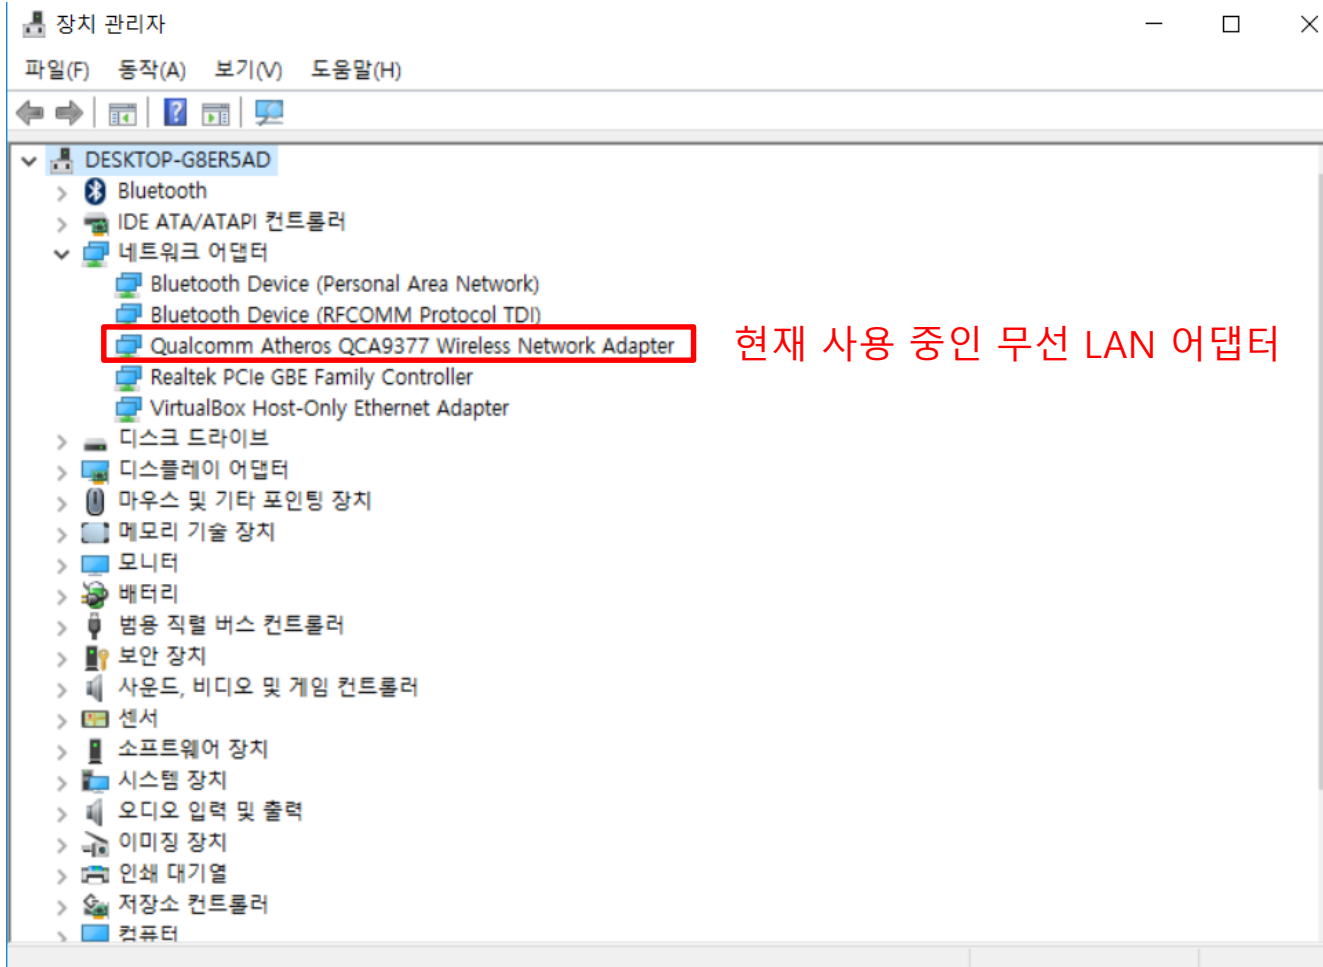 장치 관리자
파일(F) 동작(A) 보기(V) 도움말(H)
DESKTOP-G8ER5AD
Bluetooth
IDE ATA/ATAPI 컨트롤러
네트워크 어댑터
Bluetooth Device (Personal Area Network)
Bluetooth Device (RFCOMM Protocol TDI)
Qualcomm Atheros QCA9377 Wireless Network Adapter 현재 사용 중인 무선 LAN 어댑터
Realtek PCIe GBE Family Controller
VirtualBox Host-Only Ethernet Adapter
디스크 드라이브
디스플레이 어댑터
마우스 및 기타 포인팅 장치
메모리 기술 장치
모니터
배터리
범용 직렬 버스 컨트롤러
보안 장치
사운드, 비디오 및 게임 컨트롤러
센서
소프트웨어 장치
시스템 장치
오디오 입력 및 출력
이미징 장치
인쇄 대기열
저장소 컨트롤러
컴퓨터